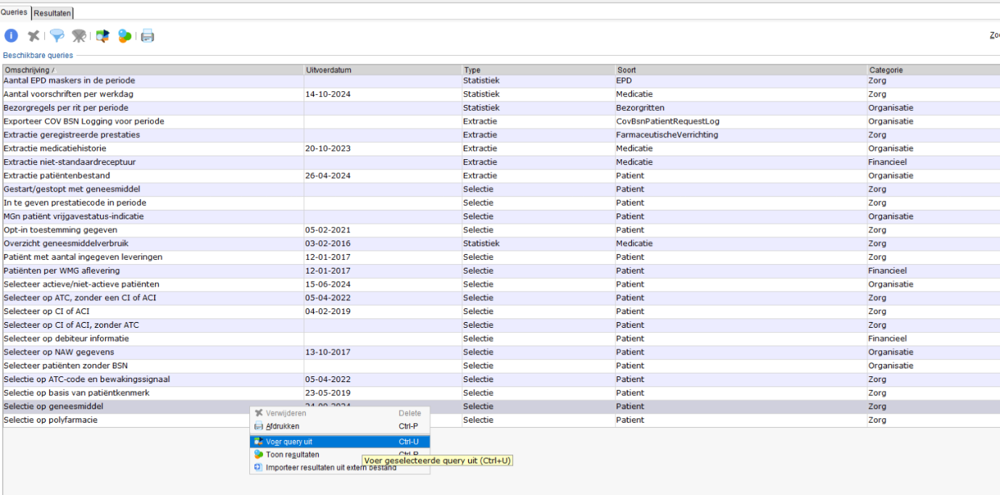 Queries Resultaten
Zoe
Beschikbare queries
Omschrijving / Uitvoerdatum Type Soort Categorie
Aantal EPD maskers in de periode Statistiek EPD Zorg
Aantal voorschriften per werkdag 14-10-2024 Statistiek Medicatie Zorg
Bezorgregels per rit per periode Statistiek Bezorgritten Organisatie
Exporteer COV BSN Logging voor periode Extractie CovBsnPatientRequestLog Organisatie
Extractie geregistreerde prestaties Extractie FarmaceutischeVerrichting Zorg
Extractie medicatiehistorie 20-10-2023 Extractie Medicatie Organisatie
Extractie niet-standaardreceptuur Extractie Medicatie Financieel
Extractie patiëntenbestand 26-04-2024 Extractie Patient Organisatie
Gestart/gestopt met geneesmiddel Selectie Patient Zorg
In te geven prestatiecode in periode Selectie Patient Zorg
MGn patiënt vrijgavestatus-indicatie Selectie Patient Organisatie
Opt-in toestemming gegeven 05-02-2021 Selectie Patient Zorg
Overzicht geneesmiddelverbruik 03-02-2016 Statistiek Medicatie Zorg
Patiënt met aantal ingegeven leveringen 12-01-2017 Selectie Patient Zorg
Patiënten per WMG aflevering 12-01-2017 Selectie Patient Financieel
Selecteer actieve/niet-actieve patiënten 15-06-2024 Selectie Patient Organisatie
Selecteer op ATC, zonder een CI of ACI 05-04-2022 Selectie Patient Zorg
Selecteer op CI of ACI 04-02-2019 Selectie Patient Zorg
Selecteer op CI of ACI, zonder ATC Selectie Patient Zorg
Selecteer op debiteur informatie Selectie Patient Financieel
Selecteer op NAW gegevens 13-10-2017 Selectie Patient Organisatie
Selecteer patiënten zonder BSN Selectie Patient Organisatie
Selectie op ATC-code en bewakingssignaal 05-04-2022 Selectie Patient Zorg
Selectie op basis van patiëntkenmerk 23-05-2019 Selectie Patient Zorg
Selectie op geneesmiddel Selectie Patient Zorg
Selectie op polyfarmacie Selectie Patient Zorg
Verwijderen Delete
Afdrukken Ctrl-P
Voer query uit Ctrl-U
Toon resultaten
Voer geselecteerde query uit (Ctrl+U)
Importeer resultaten uit extern bestand